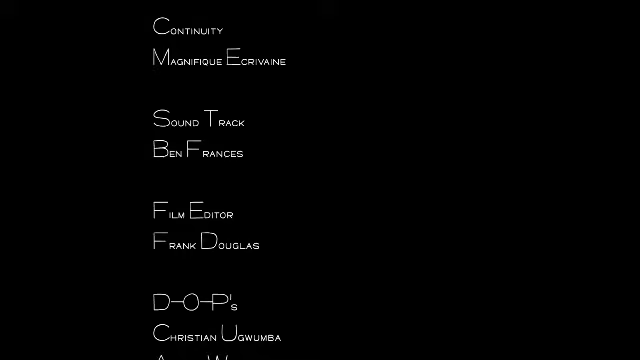 Continuity
Magnifique Ecrivaine
Sound Track
Ben Frances
Film Editor
Frank Douglas
D-O-P's
Christian Ugwumba